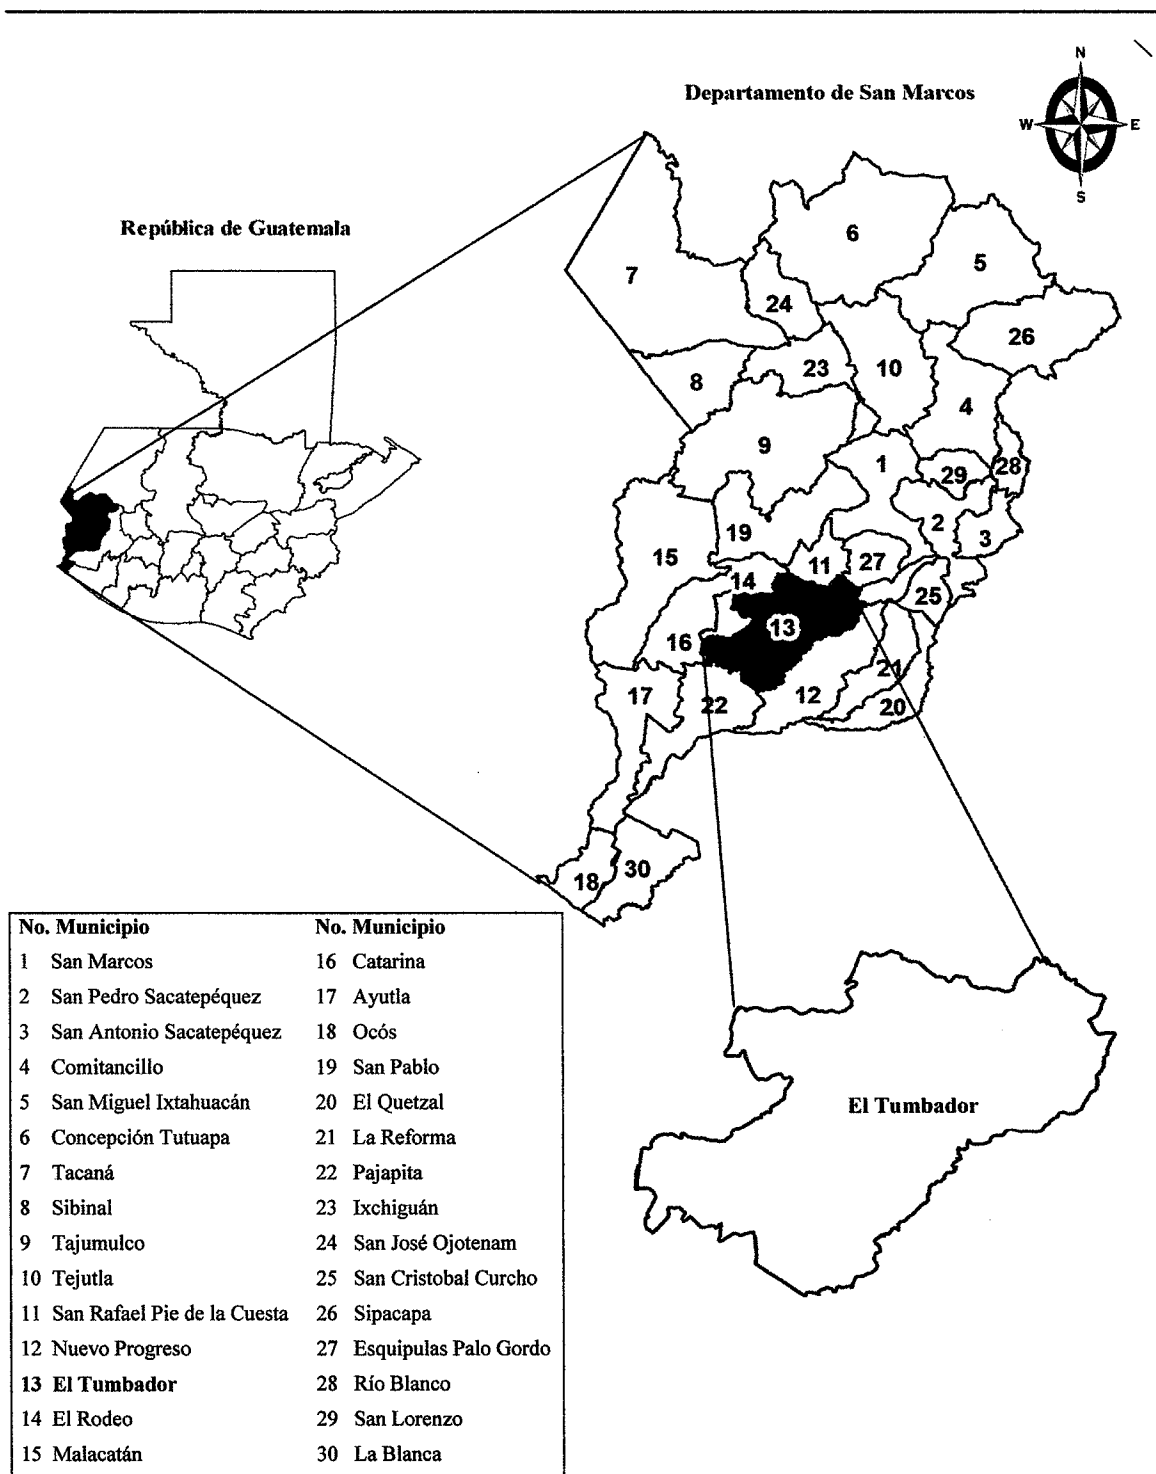 Departamento de San Marcos
N
W E
S
República de Guatemala
6
5
7
24
26
23
10
8
4
9
1
29
28
2
19
3
15
11
27
14
25
13
16
21
17
12
22
20
30
18
El Tumbador
No. Municipio No. Municipio
1 San Marcos 16 Catarina
2 San Pedro Sacatepéquez 17 Ayutla
3 San Antonio Sacatepéquez 18 Ocós
4 Comitancillo 19 San Pablo
5 San Miguel Ixtahuacán 20 El Quetzal
6 Concepción Tutuapa 21 La Reforma
7 Tacaná 22 Pajapita
8 Sibinal 23 Ixchiguán
9 Tajumulco 24 San José Ojotenam
10 Tejutla 25 San Cristobal Curcho
11 San Rafael Pie de la Cuesta 26 Sipacapa
12 Nuevo Progreso 27 Esquipulas Palo Gordo
13 El Tumbador 28 Río Blanco
14 El Rodeo 29 San Lorenzo
15 Malacatán 30 La Blanca